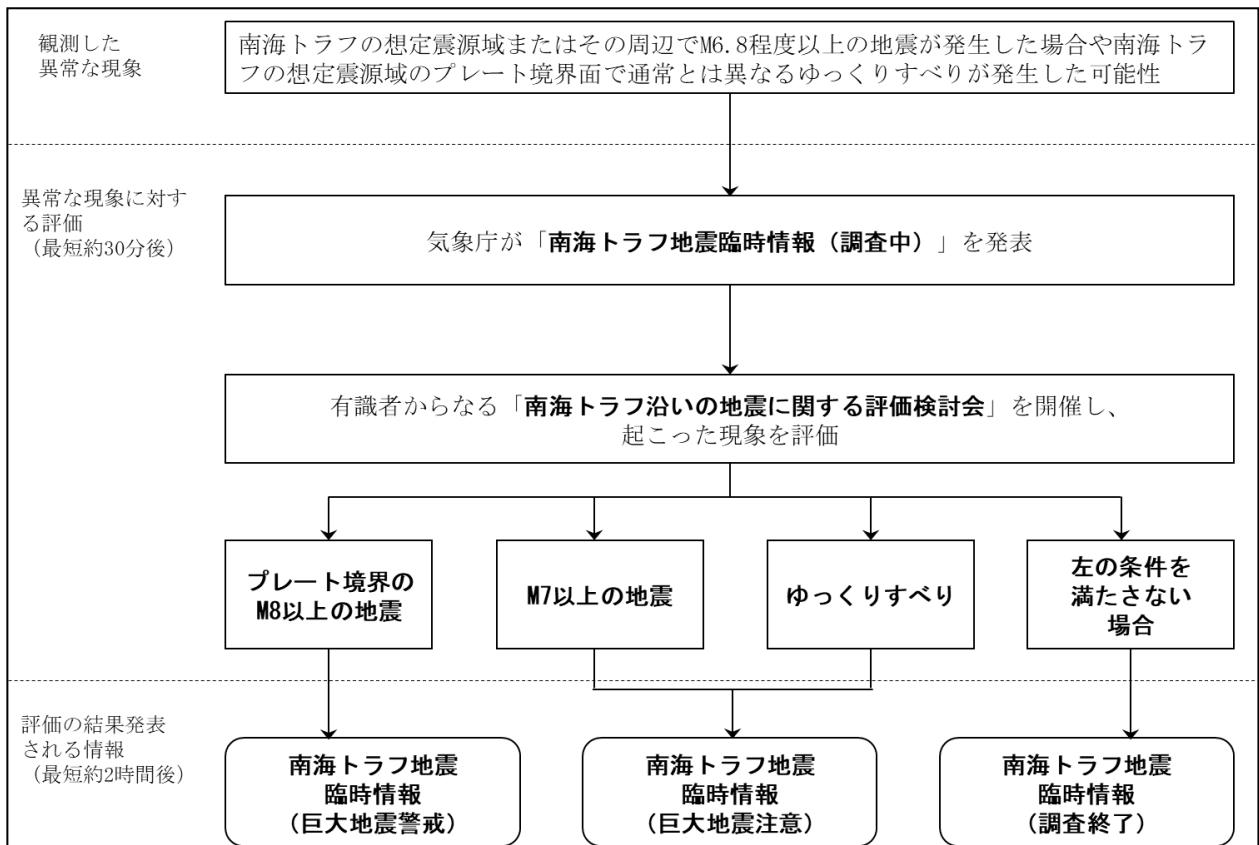 観測した
異常な現象
南海トラフの想定震源域またはその周辺でM6.8程度以上の地震が発生した場合や南海トラ
フの想定震源域のプレート境界面で通常とは異なるゆっくりすべりが発生した可能性
異常な現象に対す
る評価
（最短約30分後）
気象庁が「南海トラフ地震臨時情報（調査中）」を発表
有識者からなる「南海トラフ沿いの地震に関する評価検討会」を開催し、
起こった現象を評価
プレート境界の
M8以上の地震
M7以上の地震
ゆっくりすべり
左の条件を
満たさない
場合
評価の結果発表
される情報
（最短約2時間後）
南海トラフ地震
臨時情報
（巨大地震警戒）
南海トラフ地震
臨時情報
（巨大地震注意）
南海トラフ地震
臨時情報
（調査終了）